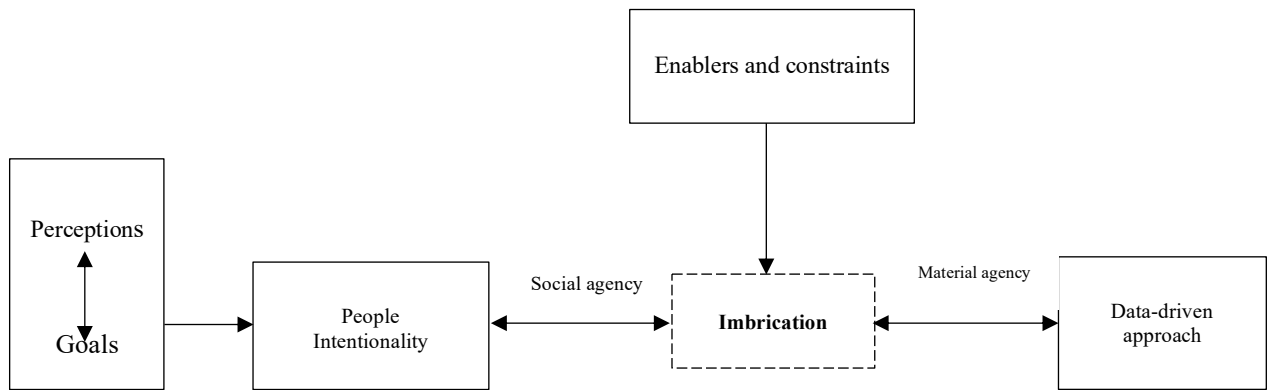 Enablers and constraints
Perceptions
Goals
People
Intentionality
Social agency
Imbrication
Material agency
Data-driven
approach